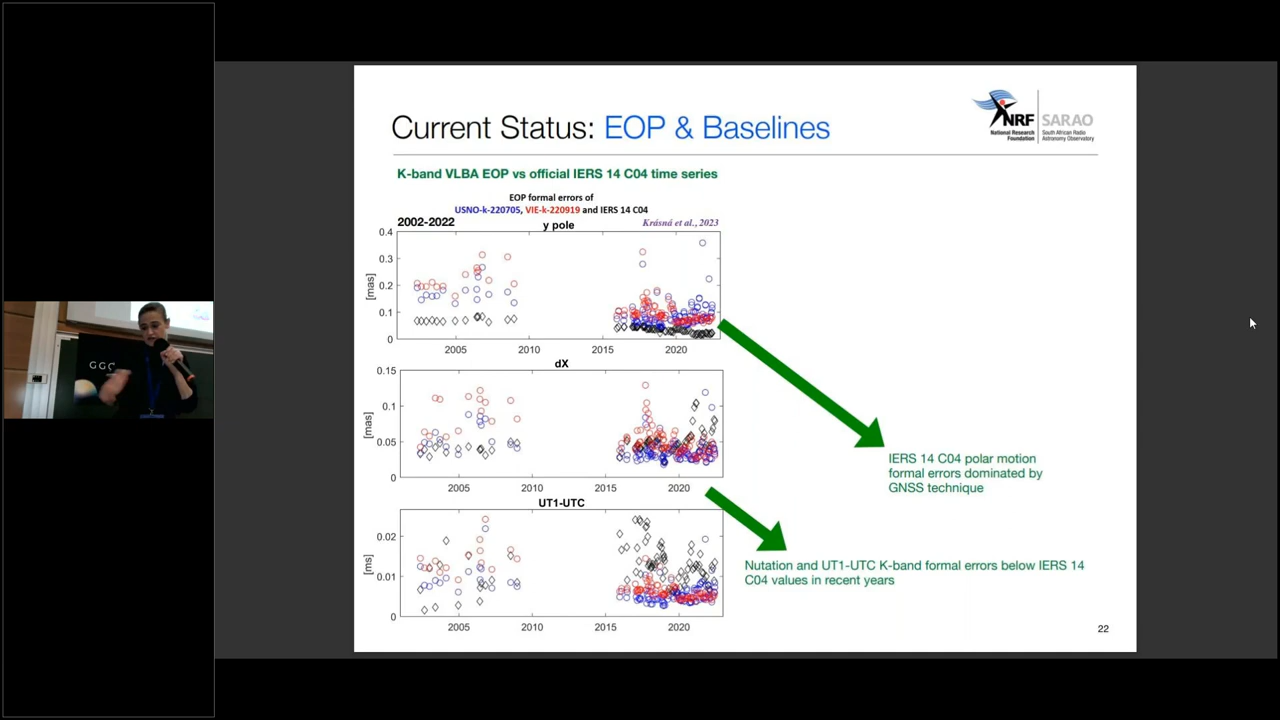 Current Status: EOP & Baselines
NRF
National Research
Foundation
SARAO
South African Radio
Astronomy Observatory
K-band VLBA EOP vs official IERS 14 C04 time series
EOP formal errors of
USNO-k-220705, VIE-k-220919 and IERS 14 C04
2002-2022
y pole
Krásná et al., 2023
0.4
0.3
0.2
0.1
0
[mas]
2005
2010
2015
2020
dX
0.15
0.1
0.05
0
[mas]
2005
2010
2015
2020
UT1-UTC
0.02
0.01
0
[ms]
2005
2010
2015
2020
IERS 14 C04 polar motion
formal errors dominated by
GNSS technique
Nutation and UT1-UTC K-band formal errors below IERS 14
C04 values in recent years
22